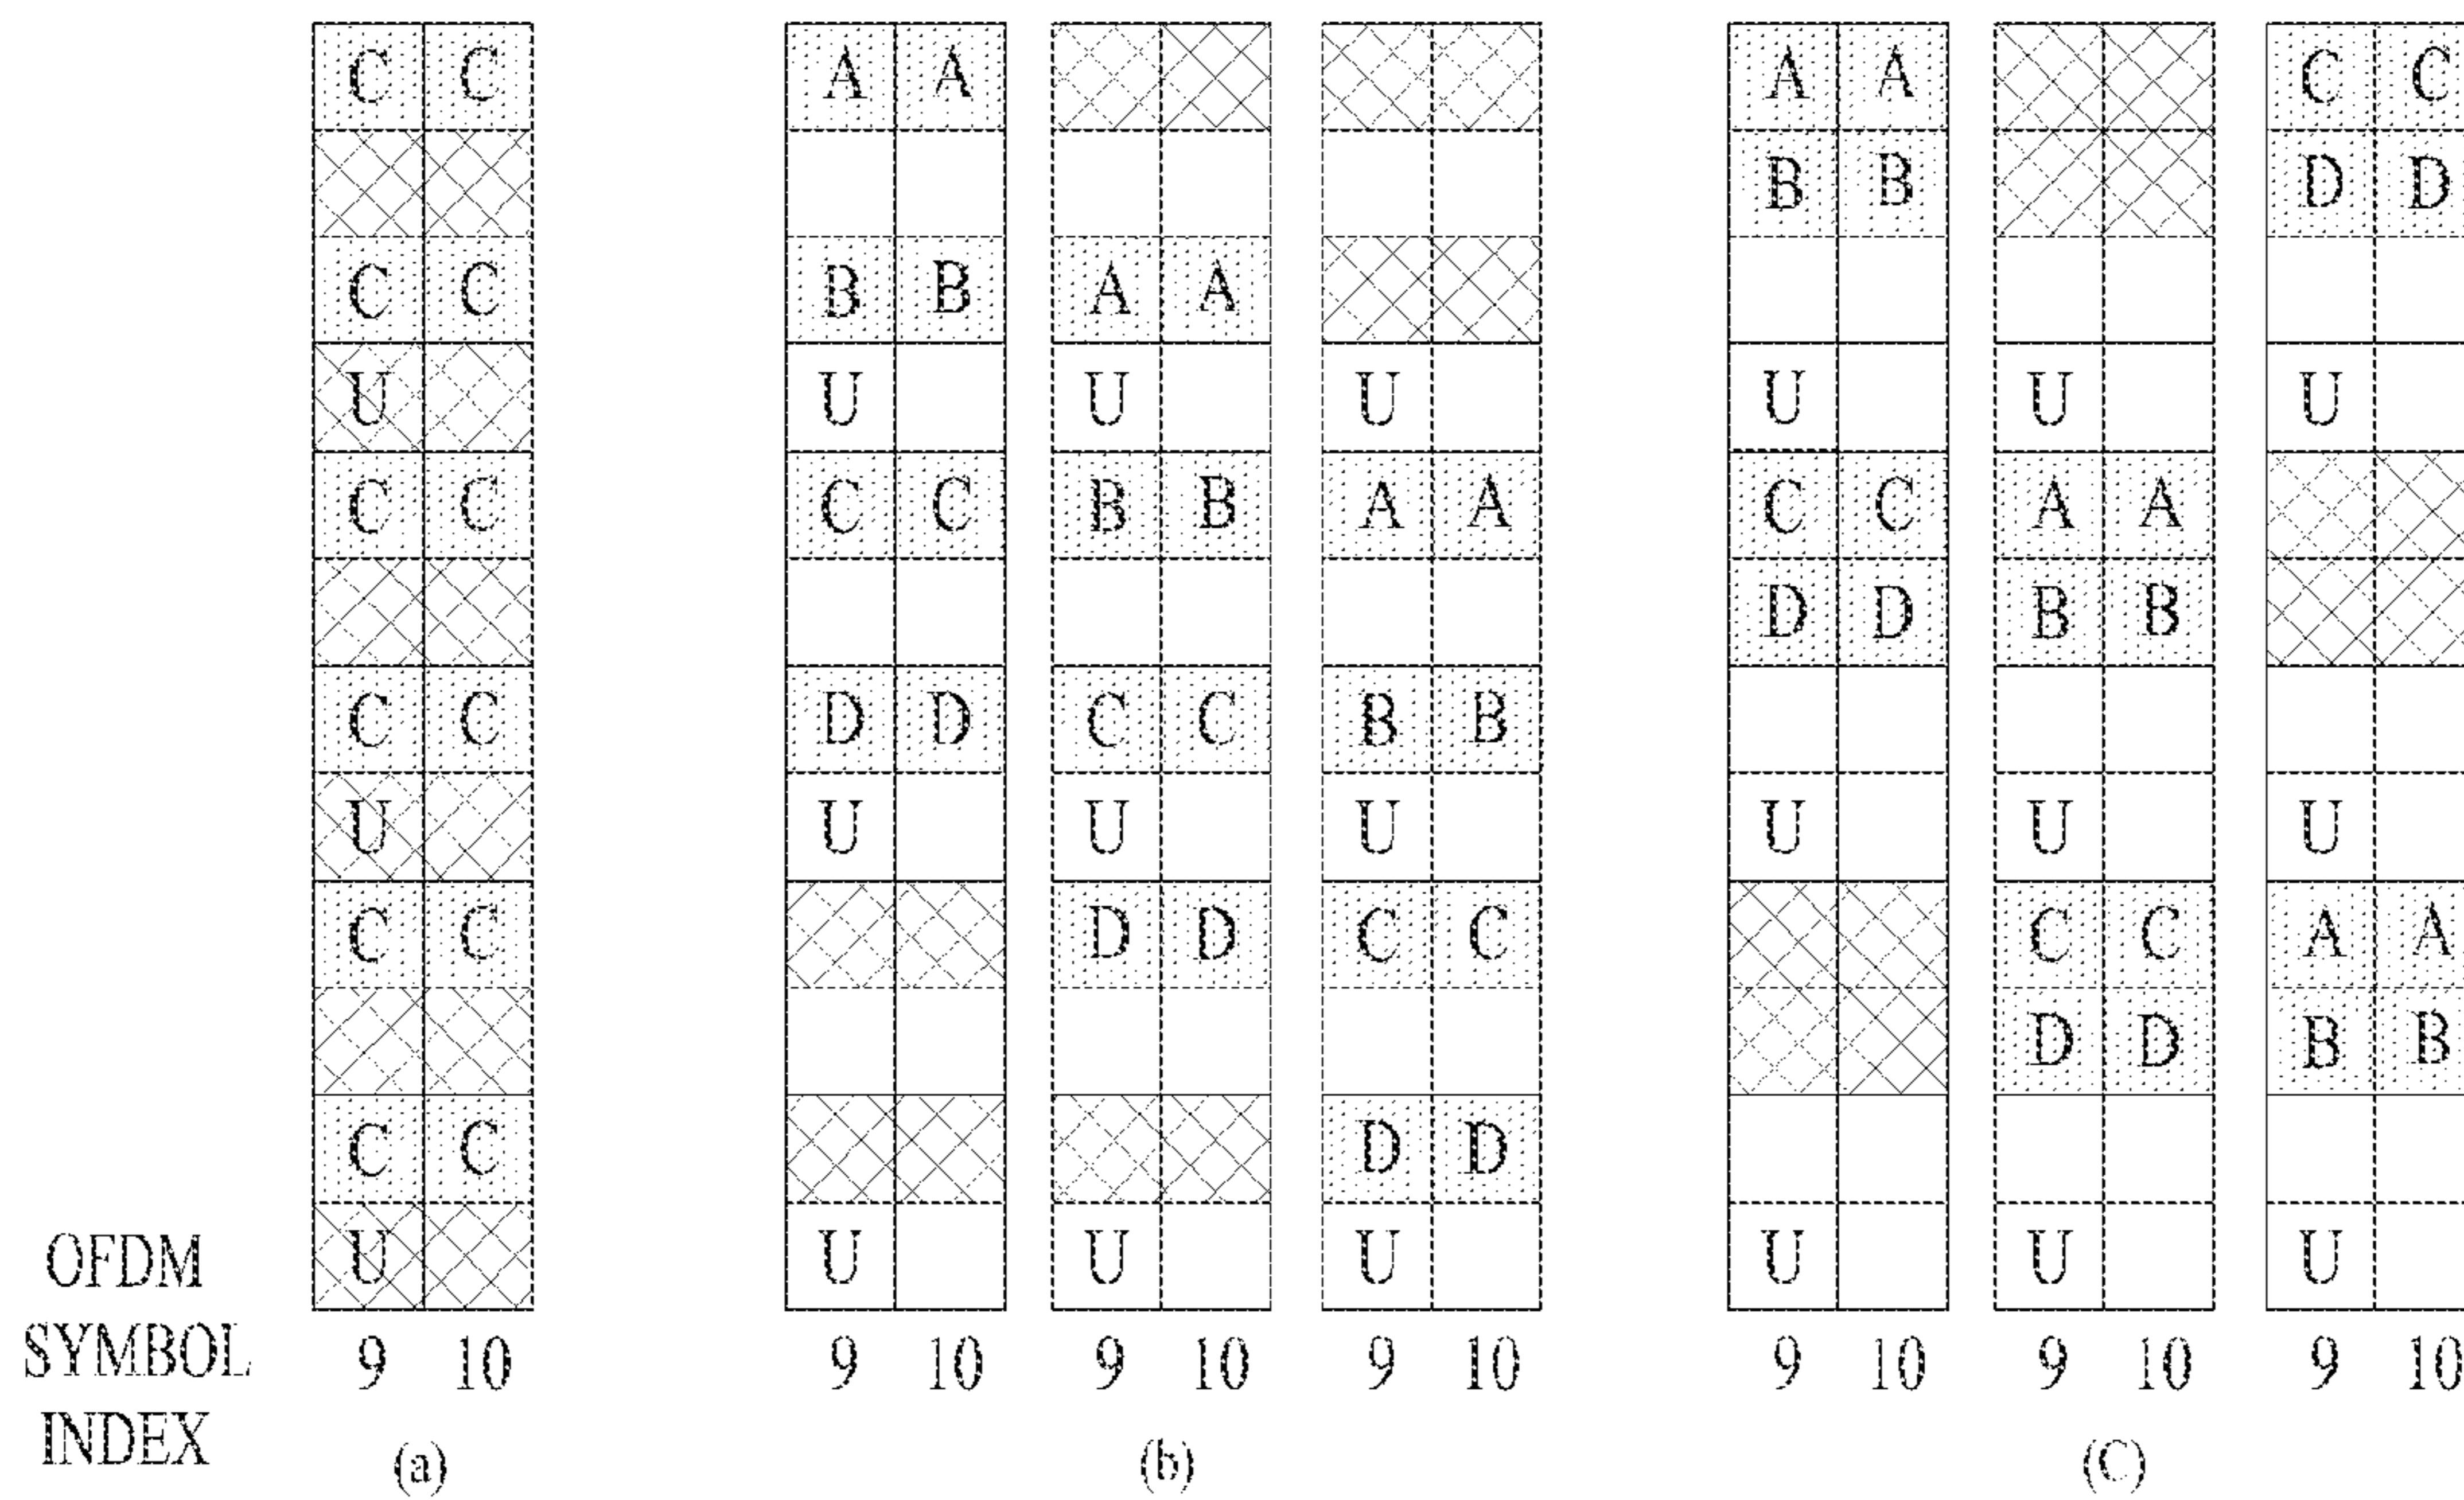 C C A A A A C C
B B D D
C C B B A A
U U U U U U U
C C C C B B A A C C A A
D D B B
C C D D C C B B
U U U U U U U
C C D D C C C C A A
D D B B
C C D D
U U U U U U U
OFDM
SYMBOL
INDEX
9 10 9 10 9 10 9 10 9 10 9 10 9 10
(a) (b) (C)